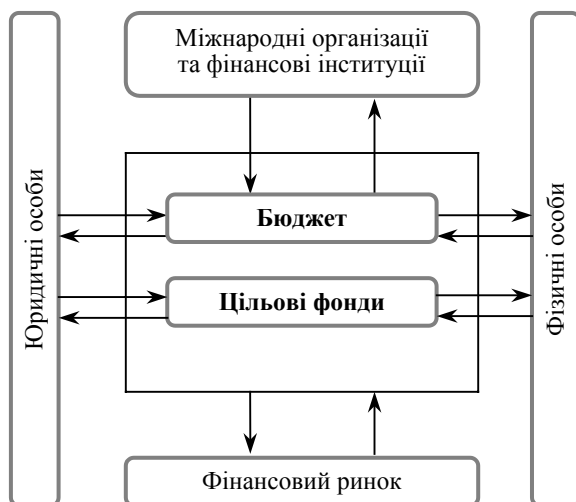 Міжнародні організації
та фінансові інституції
Юридичні особи
Бюджет
Цільові фонди
Фізичні особи
Фінансовий ринок